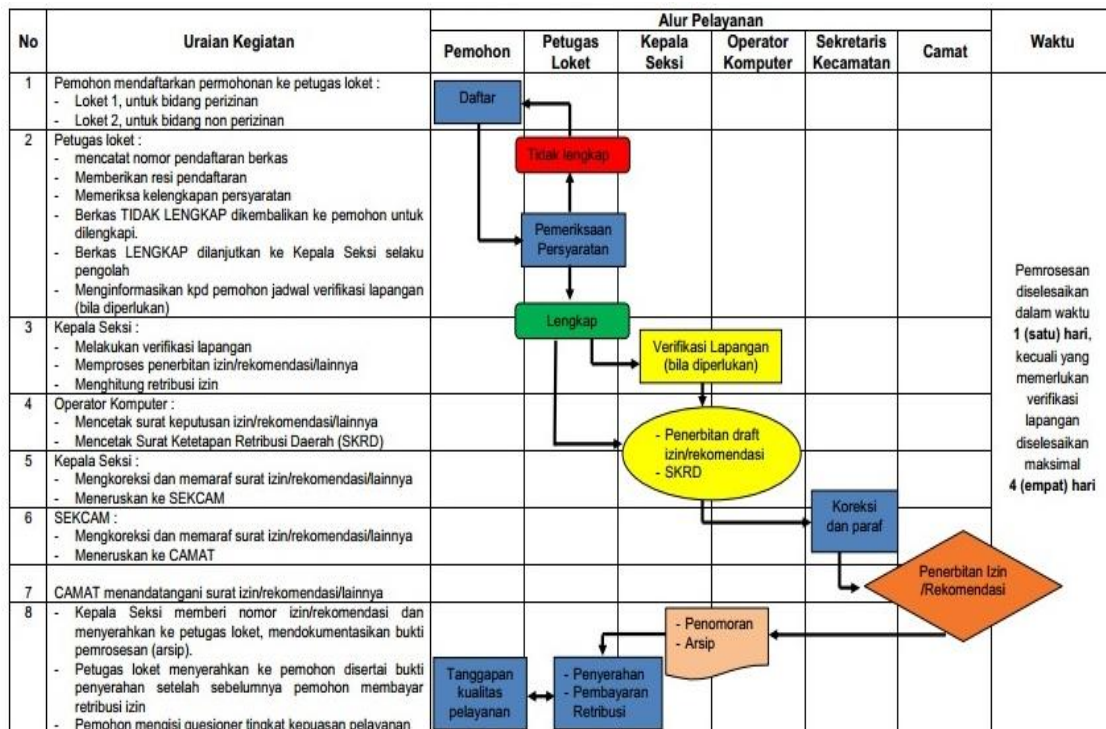 No
Uraian Kegiatan
Alur Pelayanan
Waktu
Pemohon
Petugas
Loket
Kepala
Seksi
Operator
Komputer
Sekretaris
Kecamatan
Camat
1
Pemohon mendaftarkan permohonan ke petugas loket :
- Loket 1, untuk bidang perizinan
- Loket 2, untuk bidang non perizinan
Daftar
2
Petugas loket :
- mencatat nomor pendaftaran berkas
- Memberikan resi pendaftaran
- Memeriksa kelengkapan persyaratan
- Berkas TIDAK LENGKAP dikembalikan ke pemohon untuk
dilengkapi.
- Berkas LENGKAP dilanjutkan ke Kepala Seksi selaku
pengolah
- Menginformasikan kpd pemohon jadwal verifikasi lapangan
(bila diperlukan)
Tidak lengkap
Pemeriksaan
Persyaratan
Lengkap
3
Kepala Seksi :
- Melakukan verifikasi lapangan
- Memproses penerbitan izin/rekomendasi/lainnya
- Menghitung retribusi izin
Verifikasi Lapangan
(bila diperlukan)
4
Operator Komputer :
- Mencetak surat keputusan izin/rekomendasi/lainnya
- Mencetak Surat Ketetapan Retribusi Daerah (SKRD)
- Penerbitan draft
izin/rekomendasi
- SKRD
5
Kepala Seksi :
- Mengkoreksi dan memaraf surat izin/rekomendasi/lainnya
- Meneruskan ke SEKCAM
6
SEKCAM :
- Mengkoreksi dan memaraf surat izin/rekomendasi/lainnya
- Meneruskan ke CAMAT
Koreksi
dan paraf
7
CAMAT menandatangani surat izin/rekomendasi/lainnya
Penerbitan Izin
/Rekomendasi
8
- Kepala Seksi memberi nomor izin/rekomendasi dan
menyerahkan ke petugas loket, mendokumentasikan bukti
pemrosesan (arsip).
- Petugas loket menyerahkan ke pemohon disertai bukti
penyerahan setelah sebelumnya pemohon membayar
retribusi izin
- Pemohon mengisi quesioner tingkat kepuasan pelayanan
- Penomoran
- Arsip
- Penyerahan
- Pembayaran
Retribusi
Tanggapan
kualitas
pelayanan
Pemrosesan
diselesaikan
dalam waktu
1 (satu) hari,
kecuali yang
memerlukan
verifikasi
lapangan
diselesaikan
maksimal
4 (empat) hari